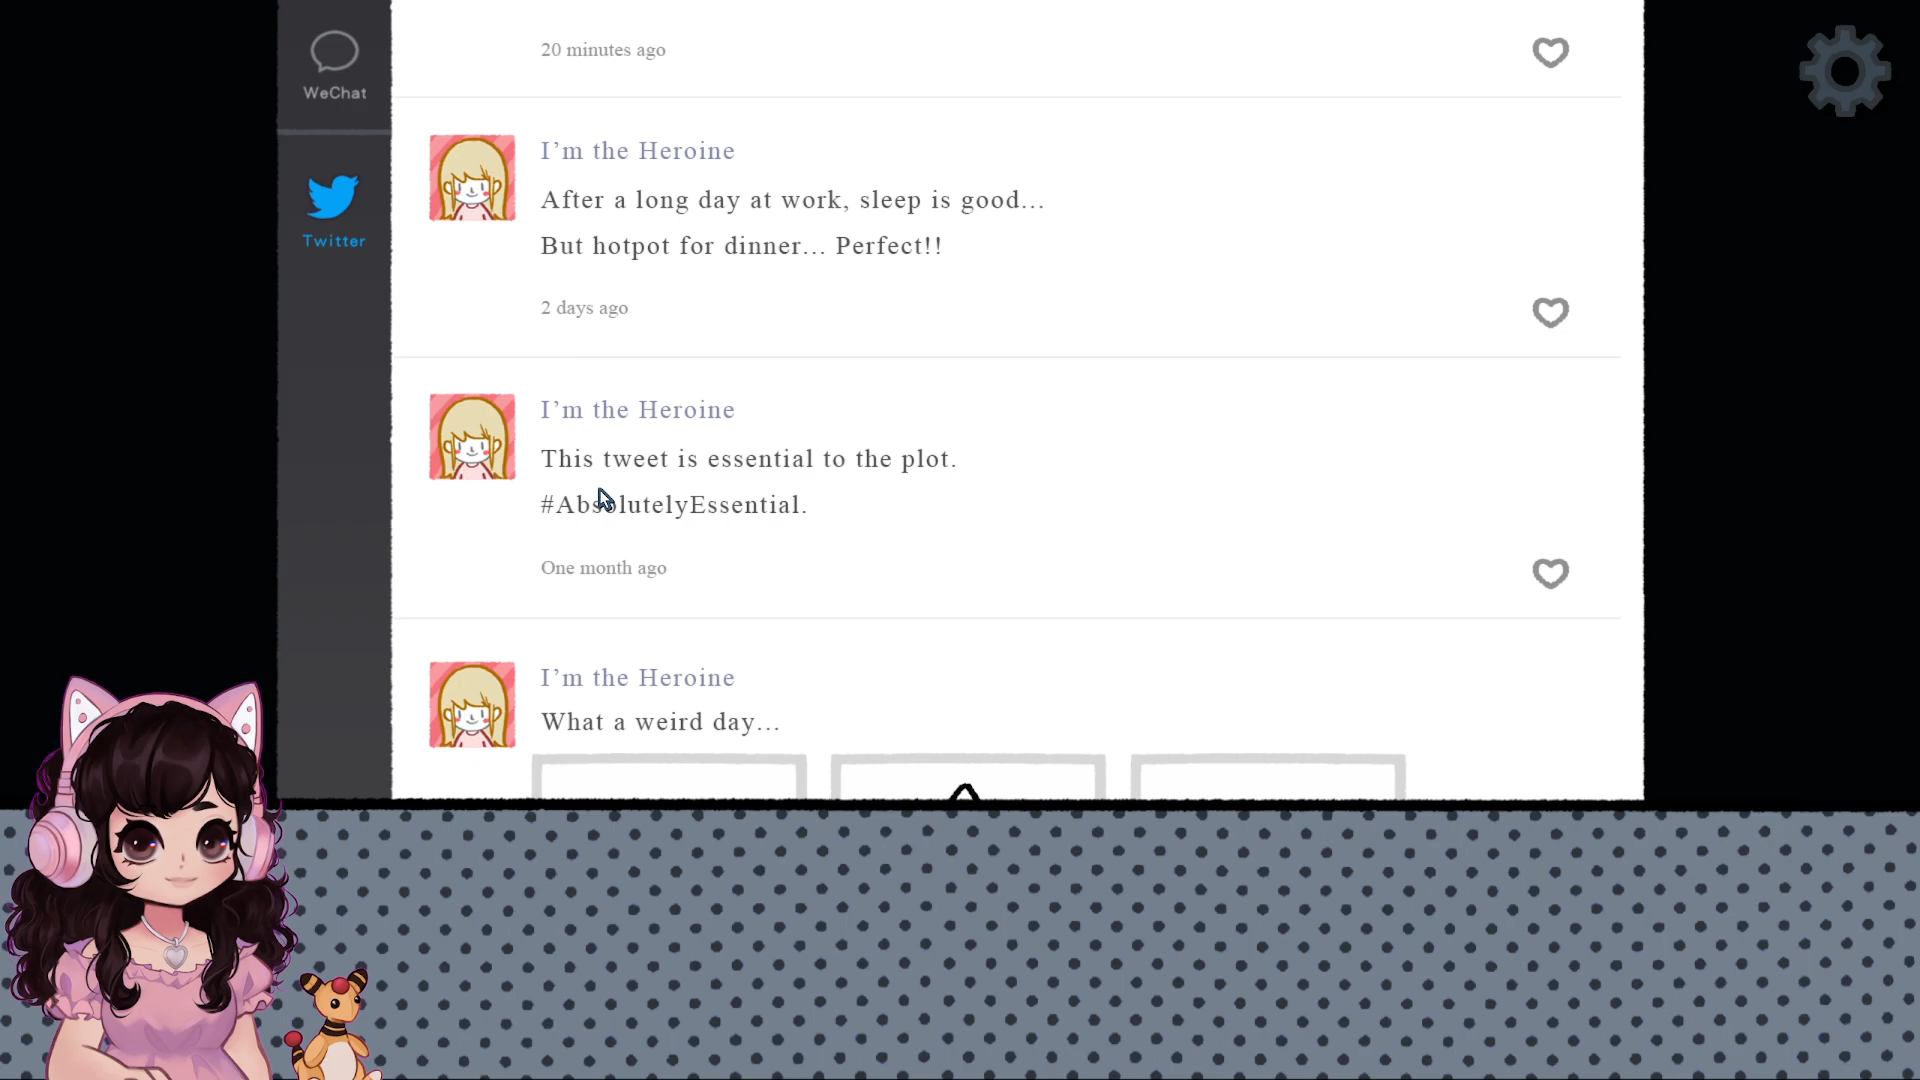 WeChat
Twitter
20 minutes ago
I’m the Heroine
After a long day at work, sleep is good...
But hotpot for dinner... Perfect!!
2 days ago
I’m the Heroine
This tweet is essential to the plot.
#AbsolutelyEssential.
One month ago
I’m the Heroine
What a weird day...